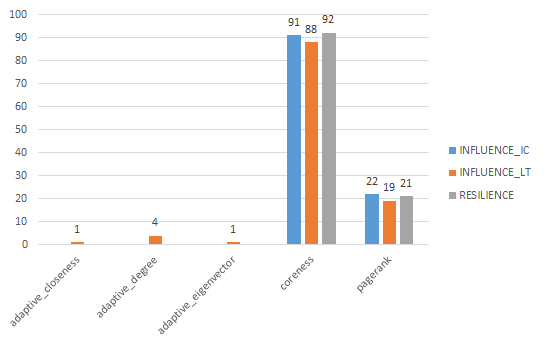 100
90
80
70
60
50
40
30
20
10
0
1
4
1
91
88
92
22
19
21
adaptive_closeness
adaptive_degree
adaptive_eigenvector
coreness
pagerank
INFLUENCE_IC
INFLUENCE_LT
RESILIENCE